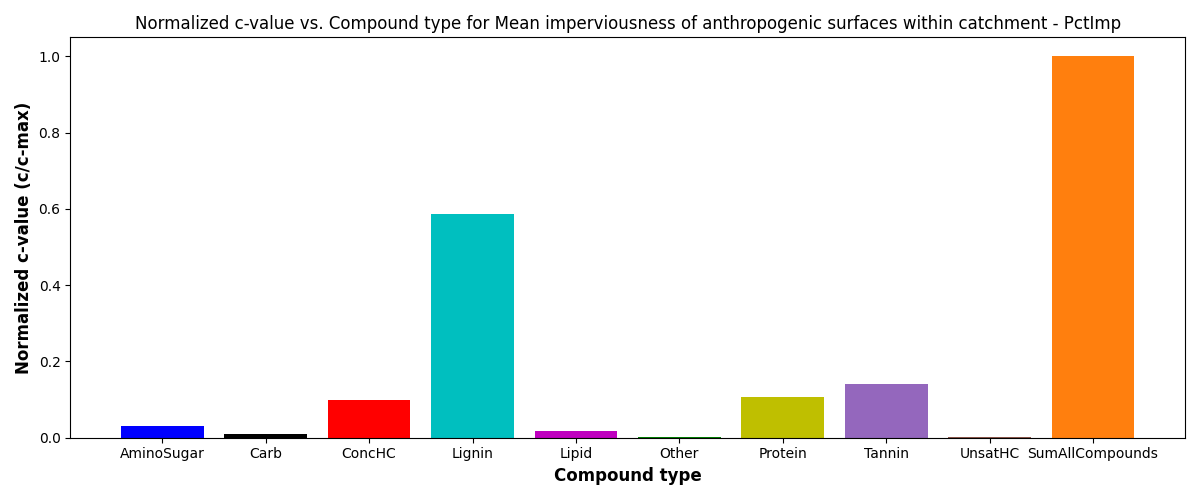 Normalized c-value vs. Compound type for Mean imperviousness of anthropogenic surfaces within catchment - PctImp
Normalized c-value (c/c-max)
1.0
0.8
0.6
0.4
0.2
0.0
AminoSugar Carb ConcHC Lignin Lipid Other Protein Tannin UnsatHC SumAllCompounds
Compound type